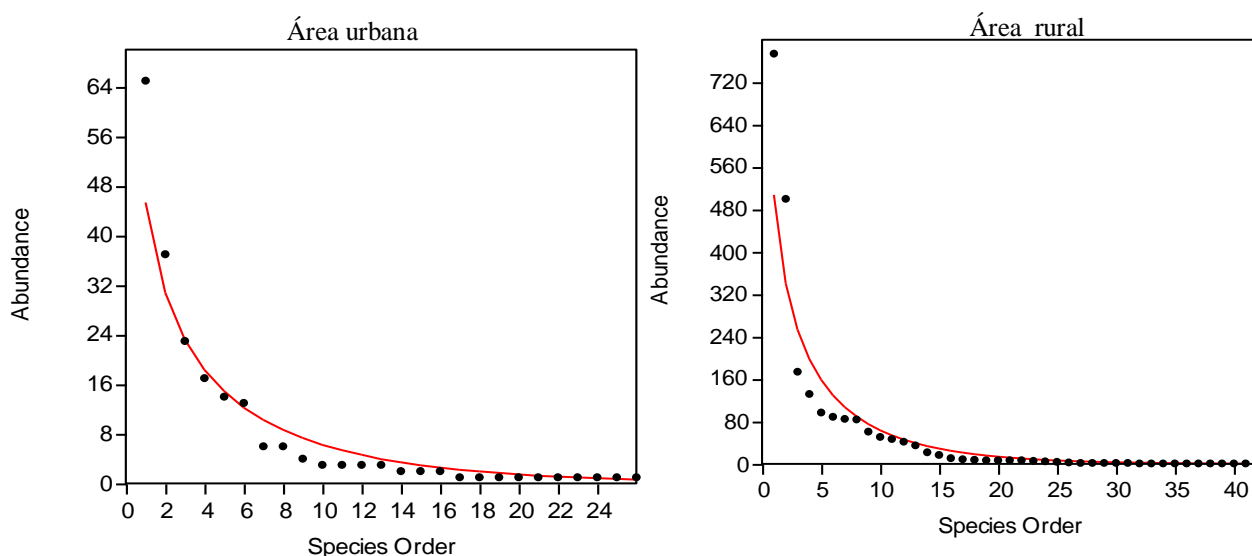 Área urbana
64
56
48
40
32
24
16
8
0
Abundance
0 2 4 6 8 10 12 14 16 18 20 22 24
Species Order
Área rural
720
640
560
480
400
320
240
160
80
0
Abundance
0 5 10 15 20 25 30 35 40
Species Order